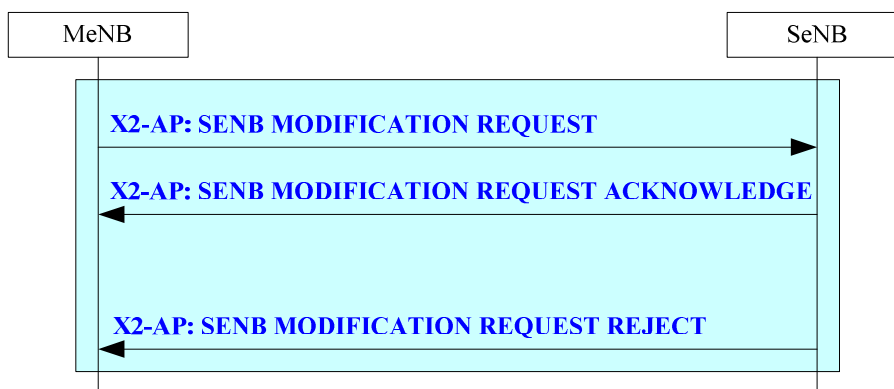 MeNB
SeNB
X2-AP: SENB MODIFICATION REQUEST
X2-AP: SENB MODIFICATION REQUEST ACKNOWLEDGE
X2-AP: SENB MODIFICATION REQUEST REJECT